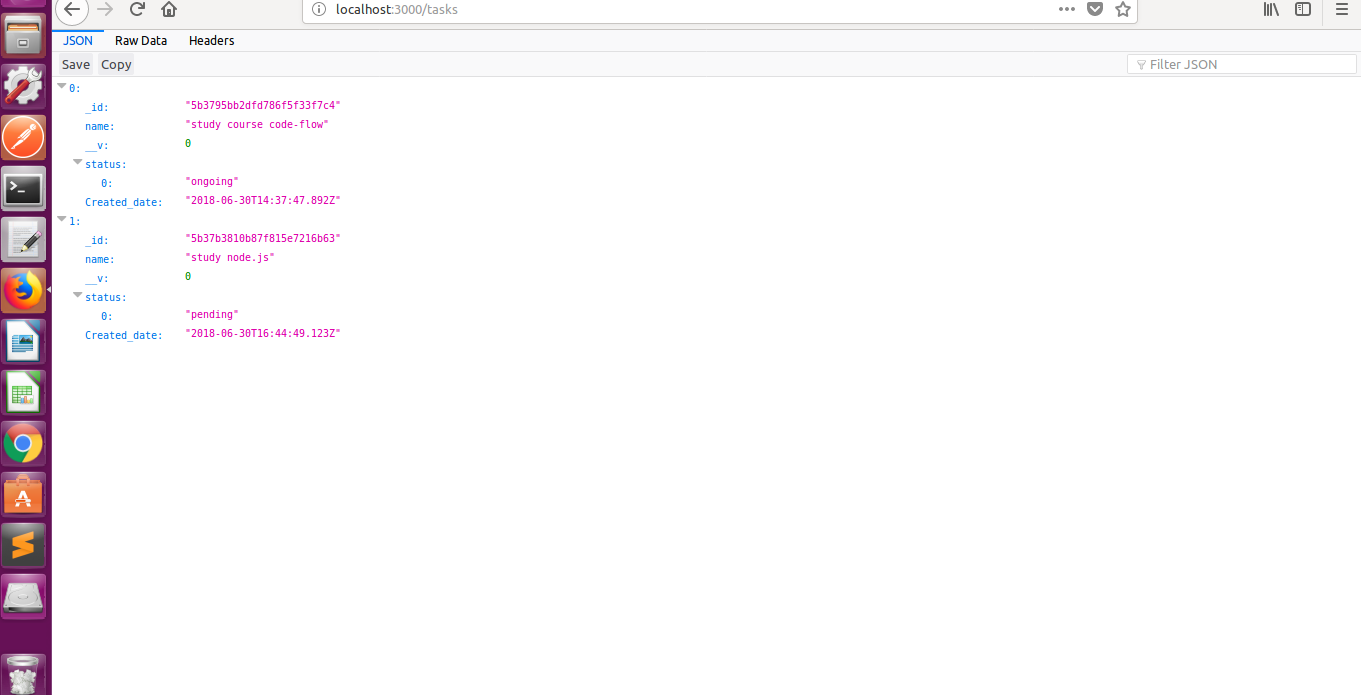 localhost:3000/tasks
JSON Raw Data Headers
Save Copy Filter JSON
0:
_id: "5b3795bb2dfd786f5f33f7c4"
name: "study course code-flow"
__v: 0
status:
0: "ongoing"
Created_date: "2018-06-30T14:37:47.892Z"
1:
_id: "5b37b3810b87f815e7216b63"
name: "study node.js"
__v: 0
status:
0: "pending"
Created_date: "2018-06-30T16:44:49.123Z"